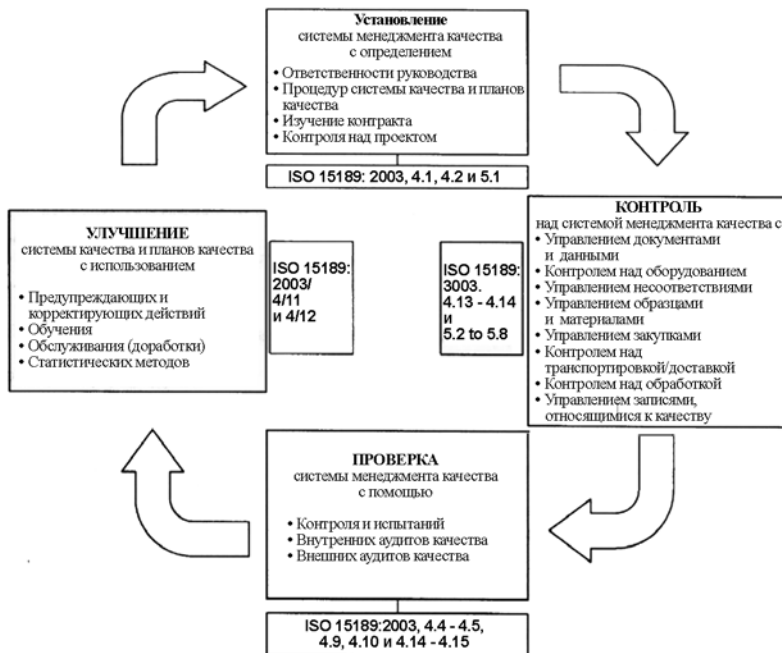 Установление
системы менеджмента качества
с определением
• Ответственности руководства
• Процедур системы качества и планов
качества
• Изучение контракта
• Контроля над проектом
ISO 15189: 2003, 4.1, 4.2 и 5.1
КОНТРОЛЬ
над системой менеджмента качества с
• Управлением документами
и данными
• Контролем над оборудованием
• Управлением несоответствиями
• Управлением образцами
и материалами
• Управлением закупками
• Контролем над
транспортировкой/доставкой
• Контролем над обработкой
• Управлением записями,
относящимися к качеству
ISO 15189:
3003.
4.13 - 4.14
и
5.2 to 5.8
ПРОВЕРКА
системы менеджмента качества
с помощью
• Контроля и испытаний
• Внутренних аудитов качества
• Внешних аудитов качества
ISO 15189:2003, 4.4 - 4.5,
4.9, 4.10 и 4.14 - 4.15
УЛУЧШЕНИЕ
системы качества и планов качества
с использованием
• Предупреждающих и
корректирующих действий
• Обучения
• Обслуживания (доработки)
• Статистических методов
ISO 15189:
2003/
4/11
и 4/12